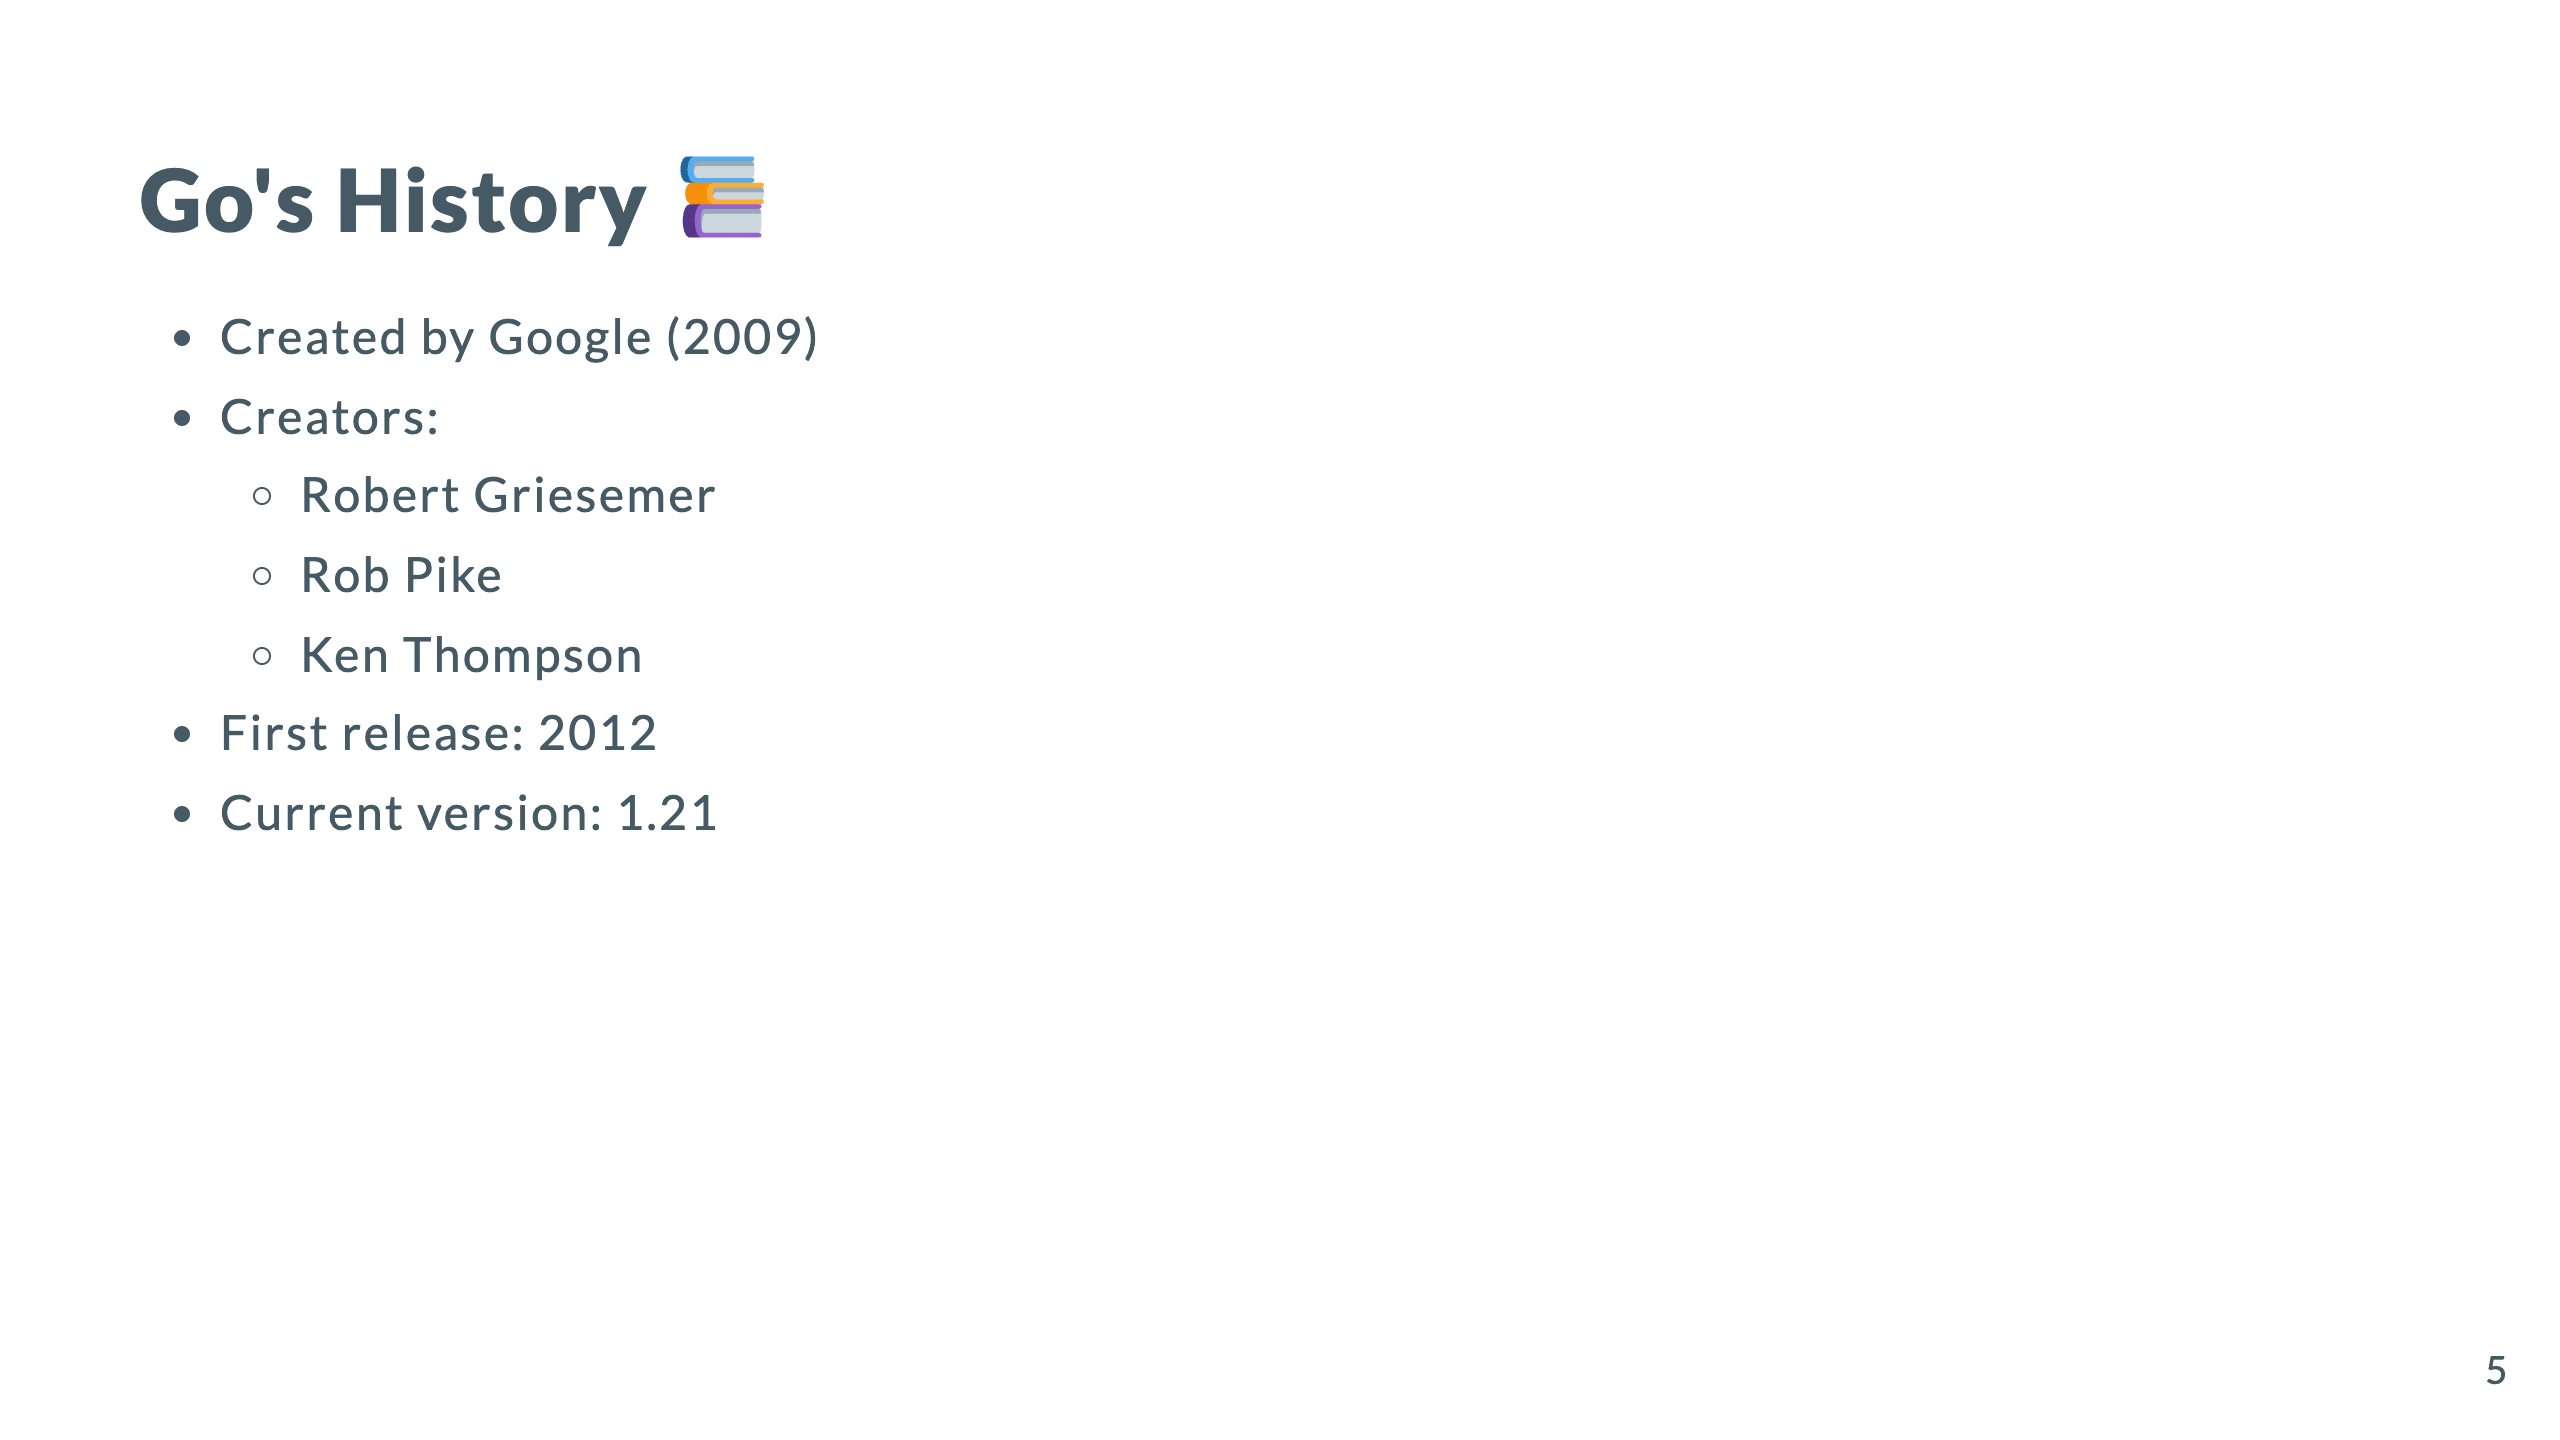 Go's History 📚
Created by Google (2009)
Creators:
Robert Griesemer
Rob Pike
Ken Thompson
First release: 2012
Current version: 1.21
5